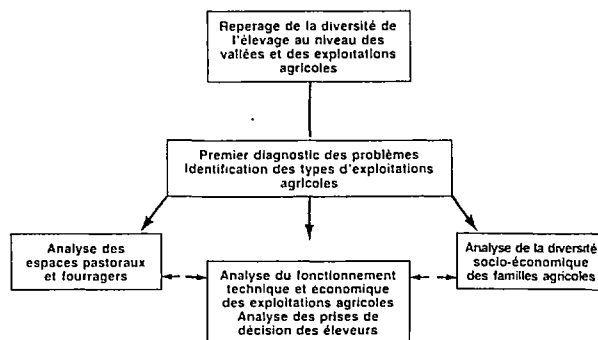 Reperage de la diversité de
l'élevage au niveau des
vallées et des exploitations
agricoles
Premier diagnostic des problèmes
Identification des types d'exploitations
agricoles
Analyse des
espaces pastoraux
et fourragers
Analyse du fonctionnement
technique et économique
des exploitations agricoles
Analyse des prises de
décision des éleveurs
Analyse de la diversité
socio-économique
des familles agricoles